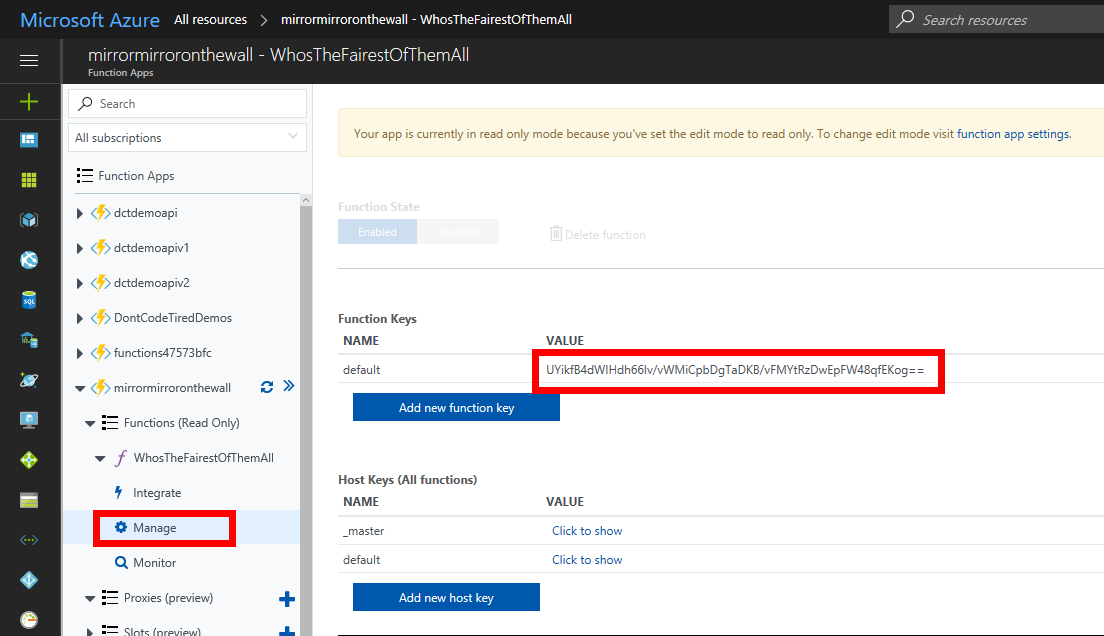 Microsoft Azure All resources > mirrormirroronthewall - WhosTheFairestOfThemAll
Search resources
mirrormirroronthewall - WhosTheFairestOfThemAll
Function Apps
Search
All subscriptions
Function Apps
dctdemoapi
dctdemoapiv1
dctdemoapiv2
DontCodeTiredDemos
functions47573bfc
mirrormirroronthewall
Functions (Read Only)
WhosTheFairestOfThemAll
Integrate
Manage
Monitor
Proxies (preview)
Slots (preview)
Your app is currently in read only mode because you've set the edit mode to read only. To change edit mode visit function app settings.
Function State
Enabled Disabled
Delete function
Function Keys
NAME VALUE
default UYikfB4dWIHdh66lv/vWMiCpbDgTaDKB/vFMYtRzDwEpFW48qfEKog==
Add new function key
Host Keys (All functions)
NAME VALUE
_master Click to show
default Click to show
Add new host key
SQL